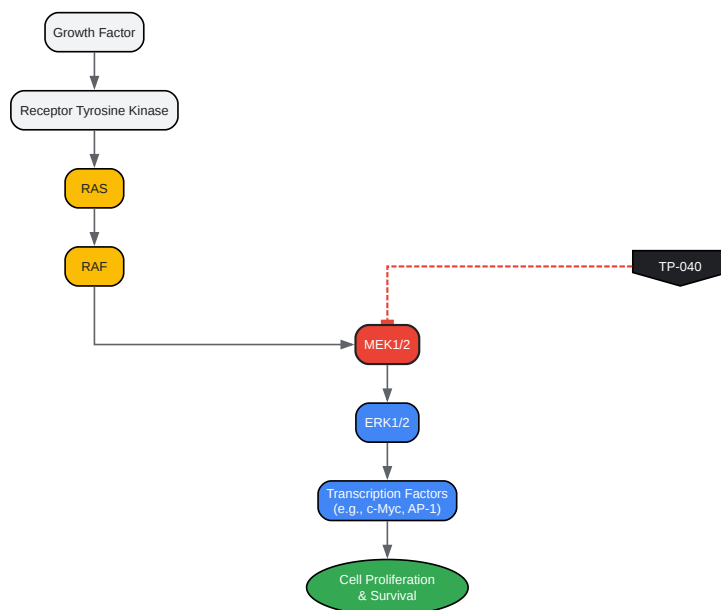 Growth Factor
Receptor Tyrosine Kinase
RAS
RAF
TP-040
MEK1/2
ERK1/2
Transcription Factors
(e.g., c-Myc, AP-1)
Cell Proliferation
& Survival